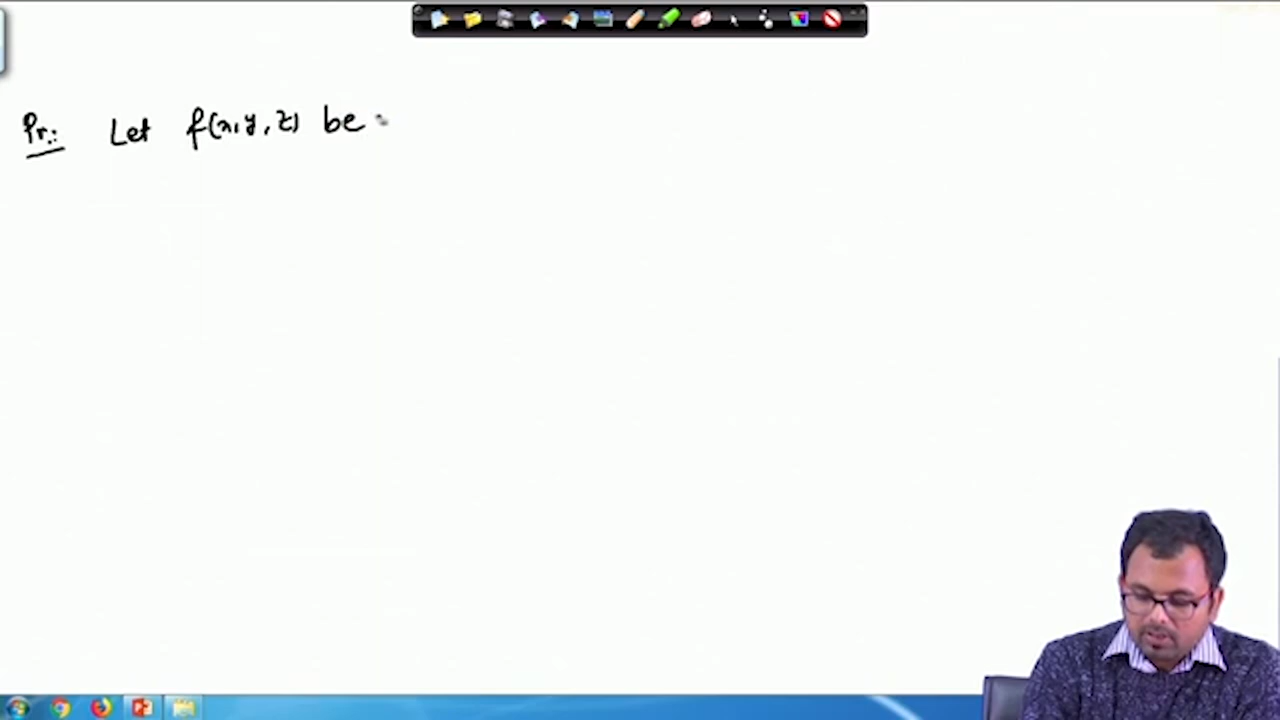 Pr.: Let f(x, y, z) be